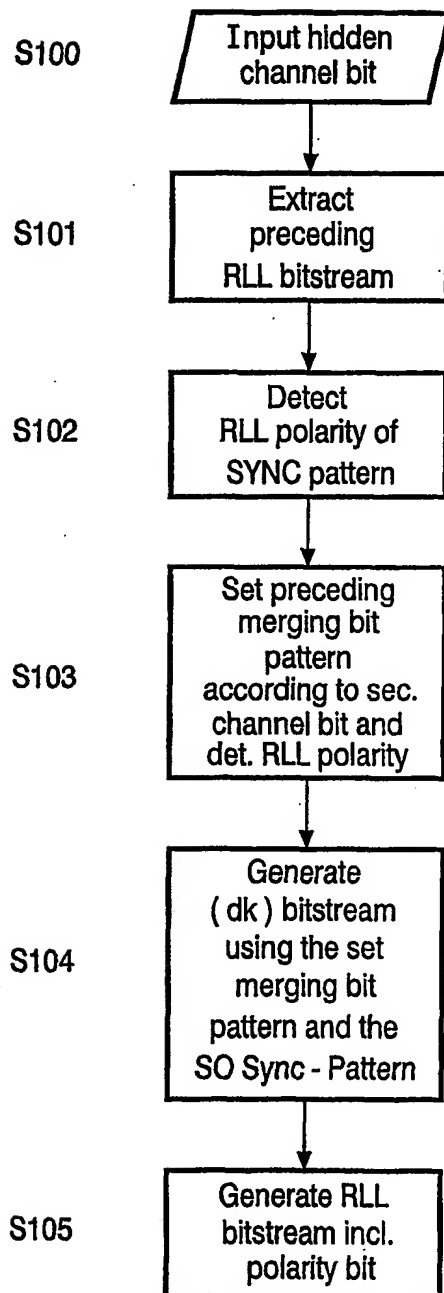 S100
Input hidden
channel bit
S101
Extract
preceding
RLL bitstream
S102
Detect
RLL polarity of
SYNC pattern
S103
Set preceding
merging bit
pattern
according to sec.
channel bit and
det. RLL polarity
S104
Generate
( dk ) bitstream
using the set
merging bit
pattern and the
SO Sync - Pattern
S105
Generate RLL
bitstream incl.
polarity bit